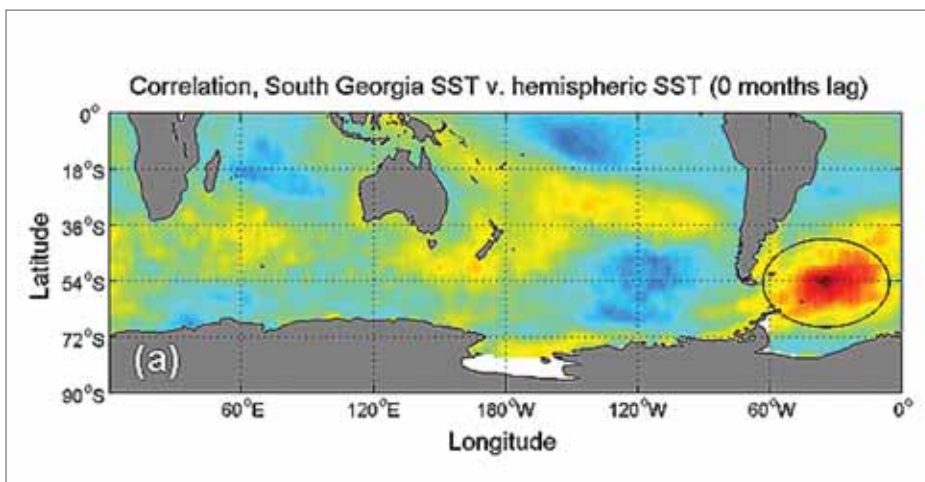 Correlation, South Georgia SST v. hemispheric SST (0 months lag)
0°
18°S
36°S
54°S
72°S
90°S
Latitude
(a)
60°E
120°E
180°W
120°W
60°W
0°
Longitude